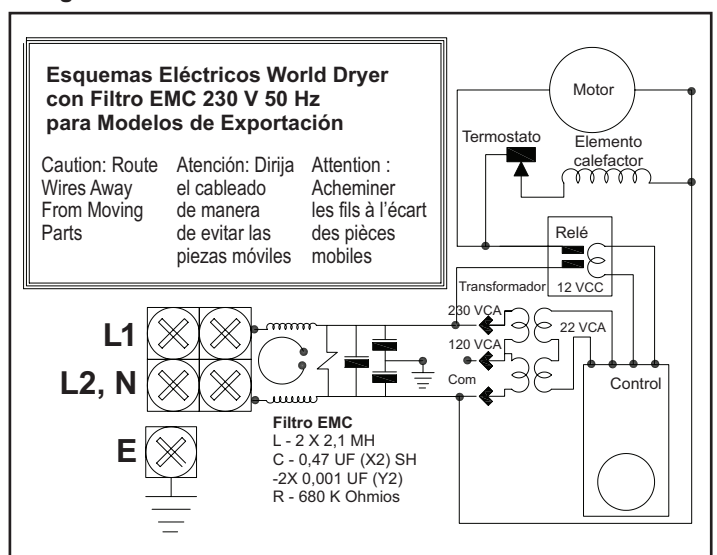 Esquemas Eléctricos World Dryer
con Filtro EMC 230 V 50 Hz
para Modelos de Exportación
Caution: Route
Wires Away
From Moving
Parts
Atención: Dirija
el cableado
de manera
de evitar las
piezas móviles
Attention :
Acheminer
les fils à l'écart
des pièces
mobiles
Motor
Termostato
Elemento
calefactor
Relé
12 VCC
Transformador
230 VCA
22 VCA
120 VCA
Com
Control
L1
L2, N
E
Filtro EMC
L - 2 X 2,1 MH
C - 0,47 UF (X2) SH
-2X 0,001 UF (Y2)
R - 680 K Ohmios